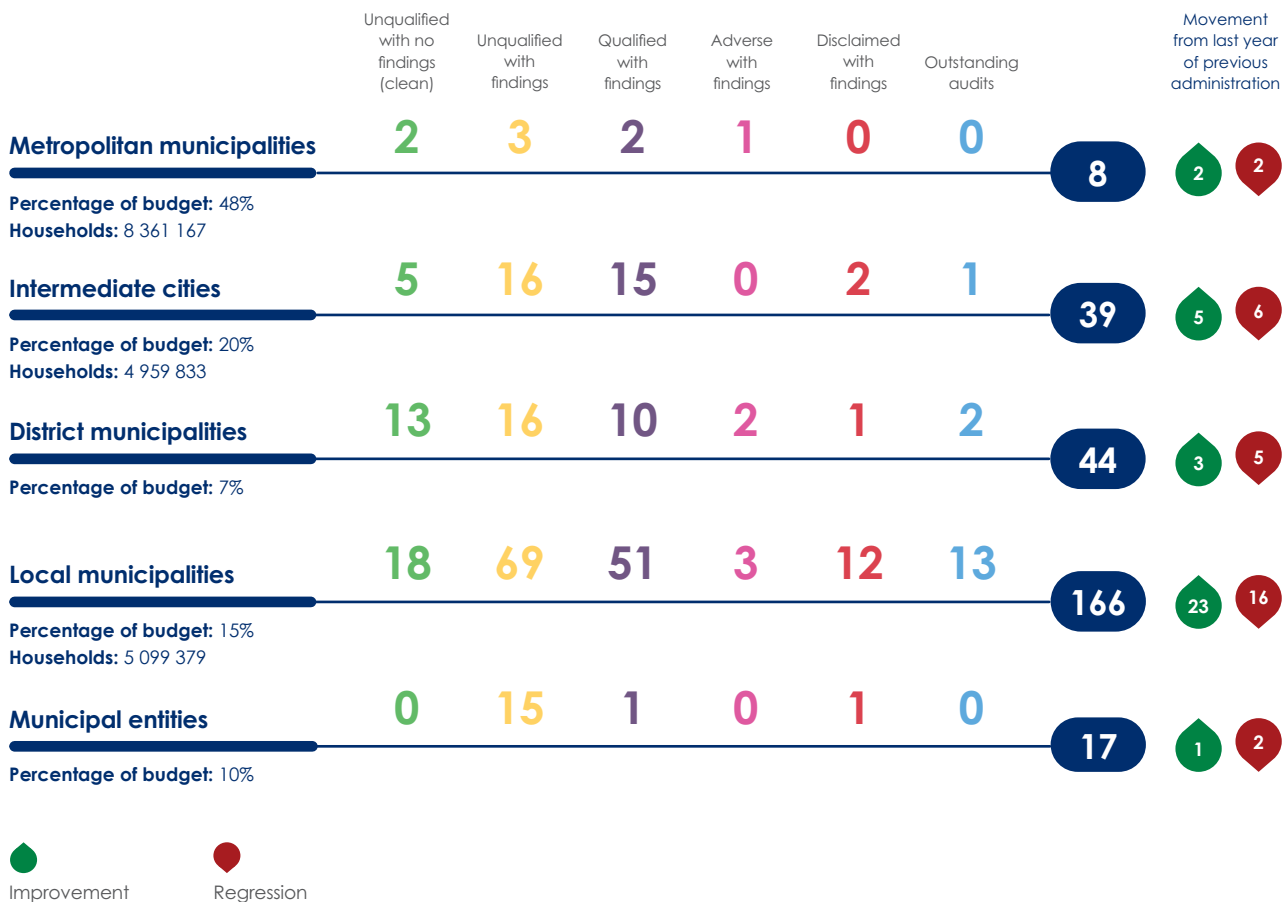 Unqualified
with no
findings
(clean)
Unqualified
with
findings
Qualified
with
findings
Adverse
with
findings
Disclaimed
with
findings
Outstanding
audits
Movement
from last year
of previous
administration
Metropolitan municipalities
2 3 2 1 0 0
8 2 2
Percentage of budget: 48%
Households: 8 361 167
Intermediate cities
5 16 15 0 2 1
39 5 6
Percentage of budget: 20%
Households: 4 959 833
District municipalities
13 16 10 2 1 2
44 3 5
Percentage of budget: 7%
Local municipalities
18 69 51 3 12 13
166 23 16
Percentage of budget: 15%
Households: 5 099 379
Municipal entities
0 15 1 0 1 0
17 1 2
Percentage of budget: 10%
Improvement
Regression